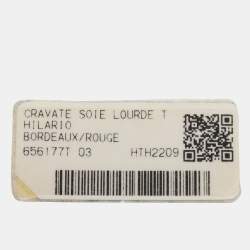 CRAVATE SOIE LOURDE T
HILARIO
BORDEAUX/ROUGE
656177T 03 HTH2209